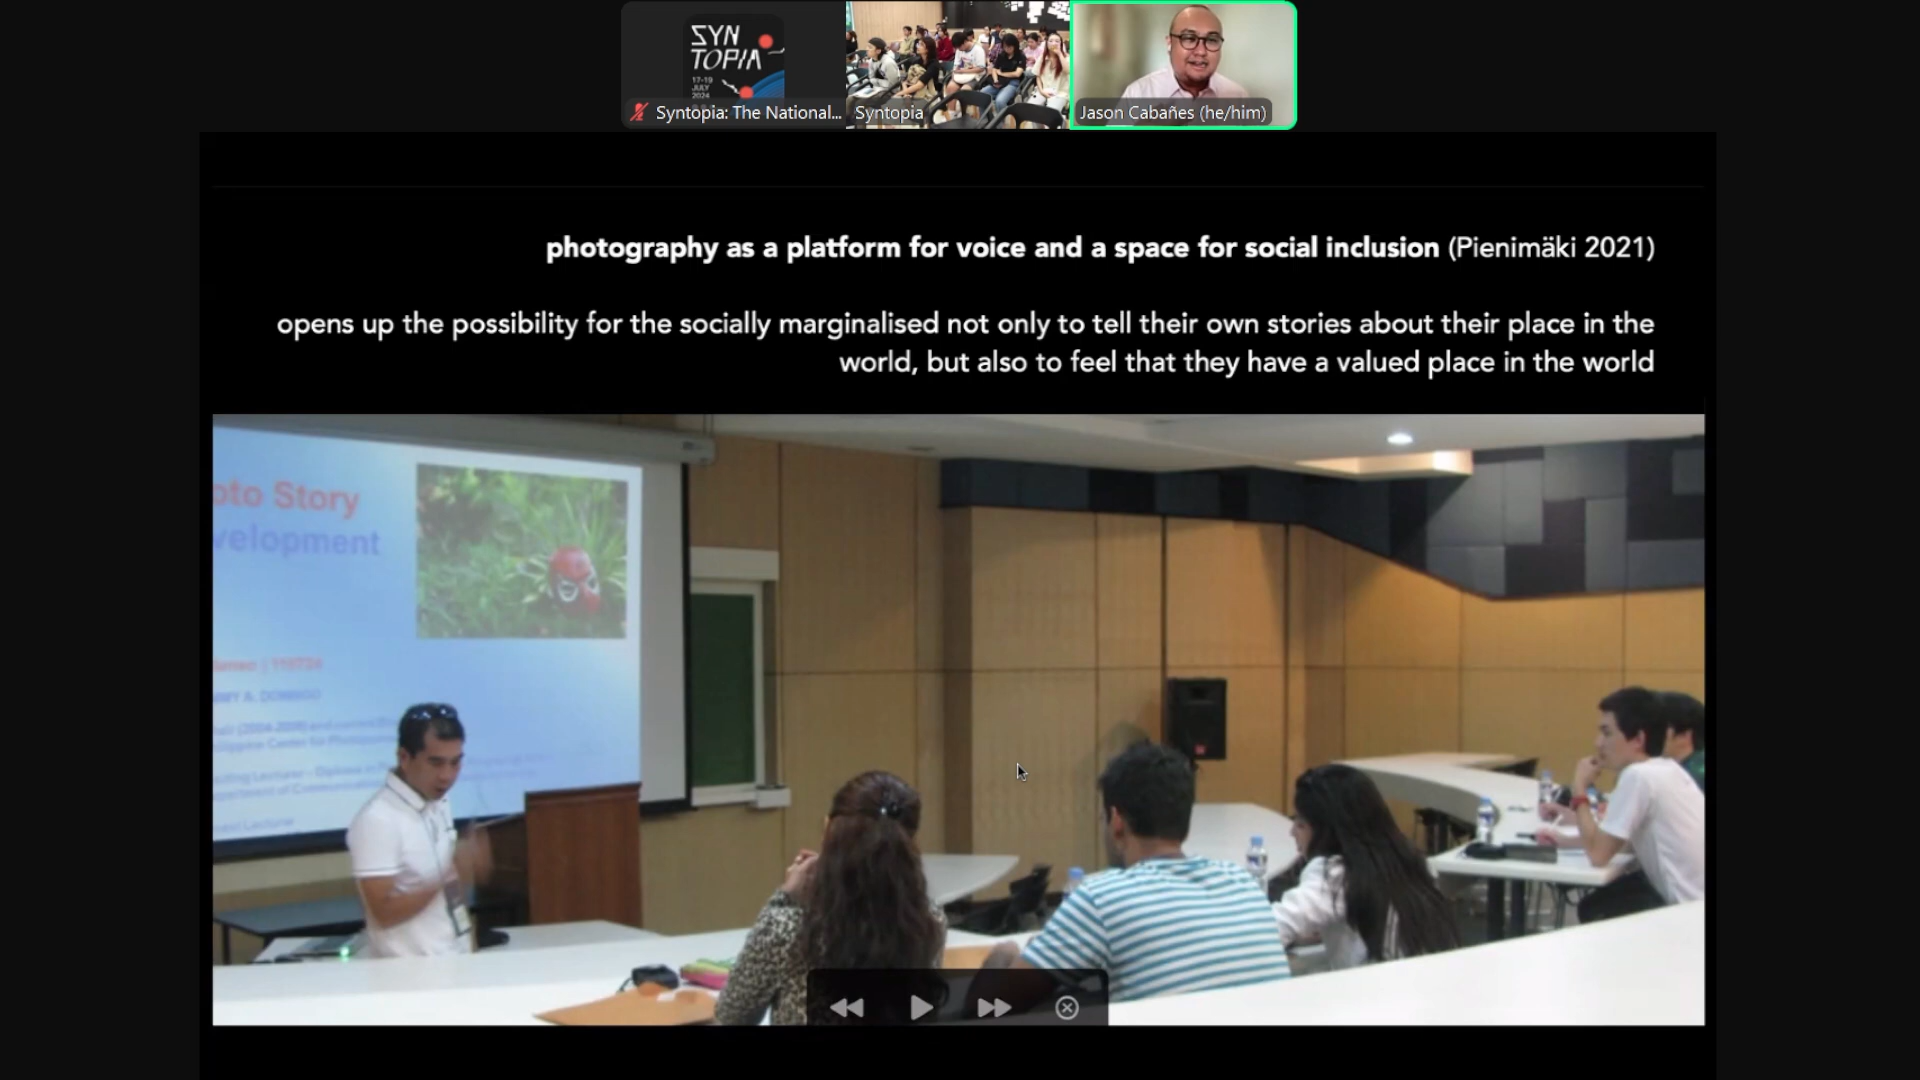 SYN
TOPIA
17-19
JULY
2024
Syntopia: The National...
Syntopia
Jason Cabañes (he/him)
photography as a platform for voice and a space for social inclusion (Pienimäki 2021)
opens up the possibility for the socially marginalised not only to tell their own stories about their place in the
world, but also to feel that they have a valued place in the world
oto Story
velopment